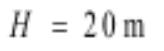 H = 20 m